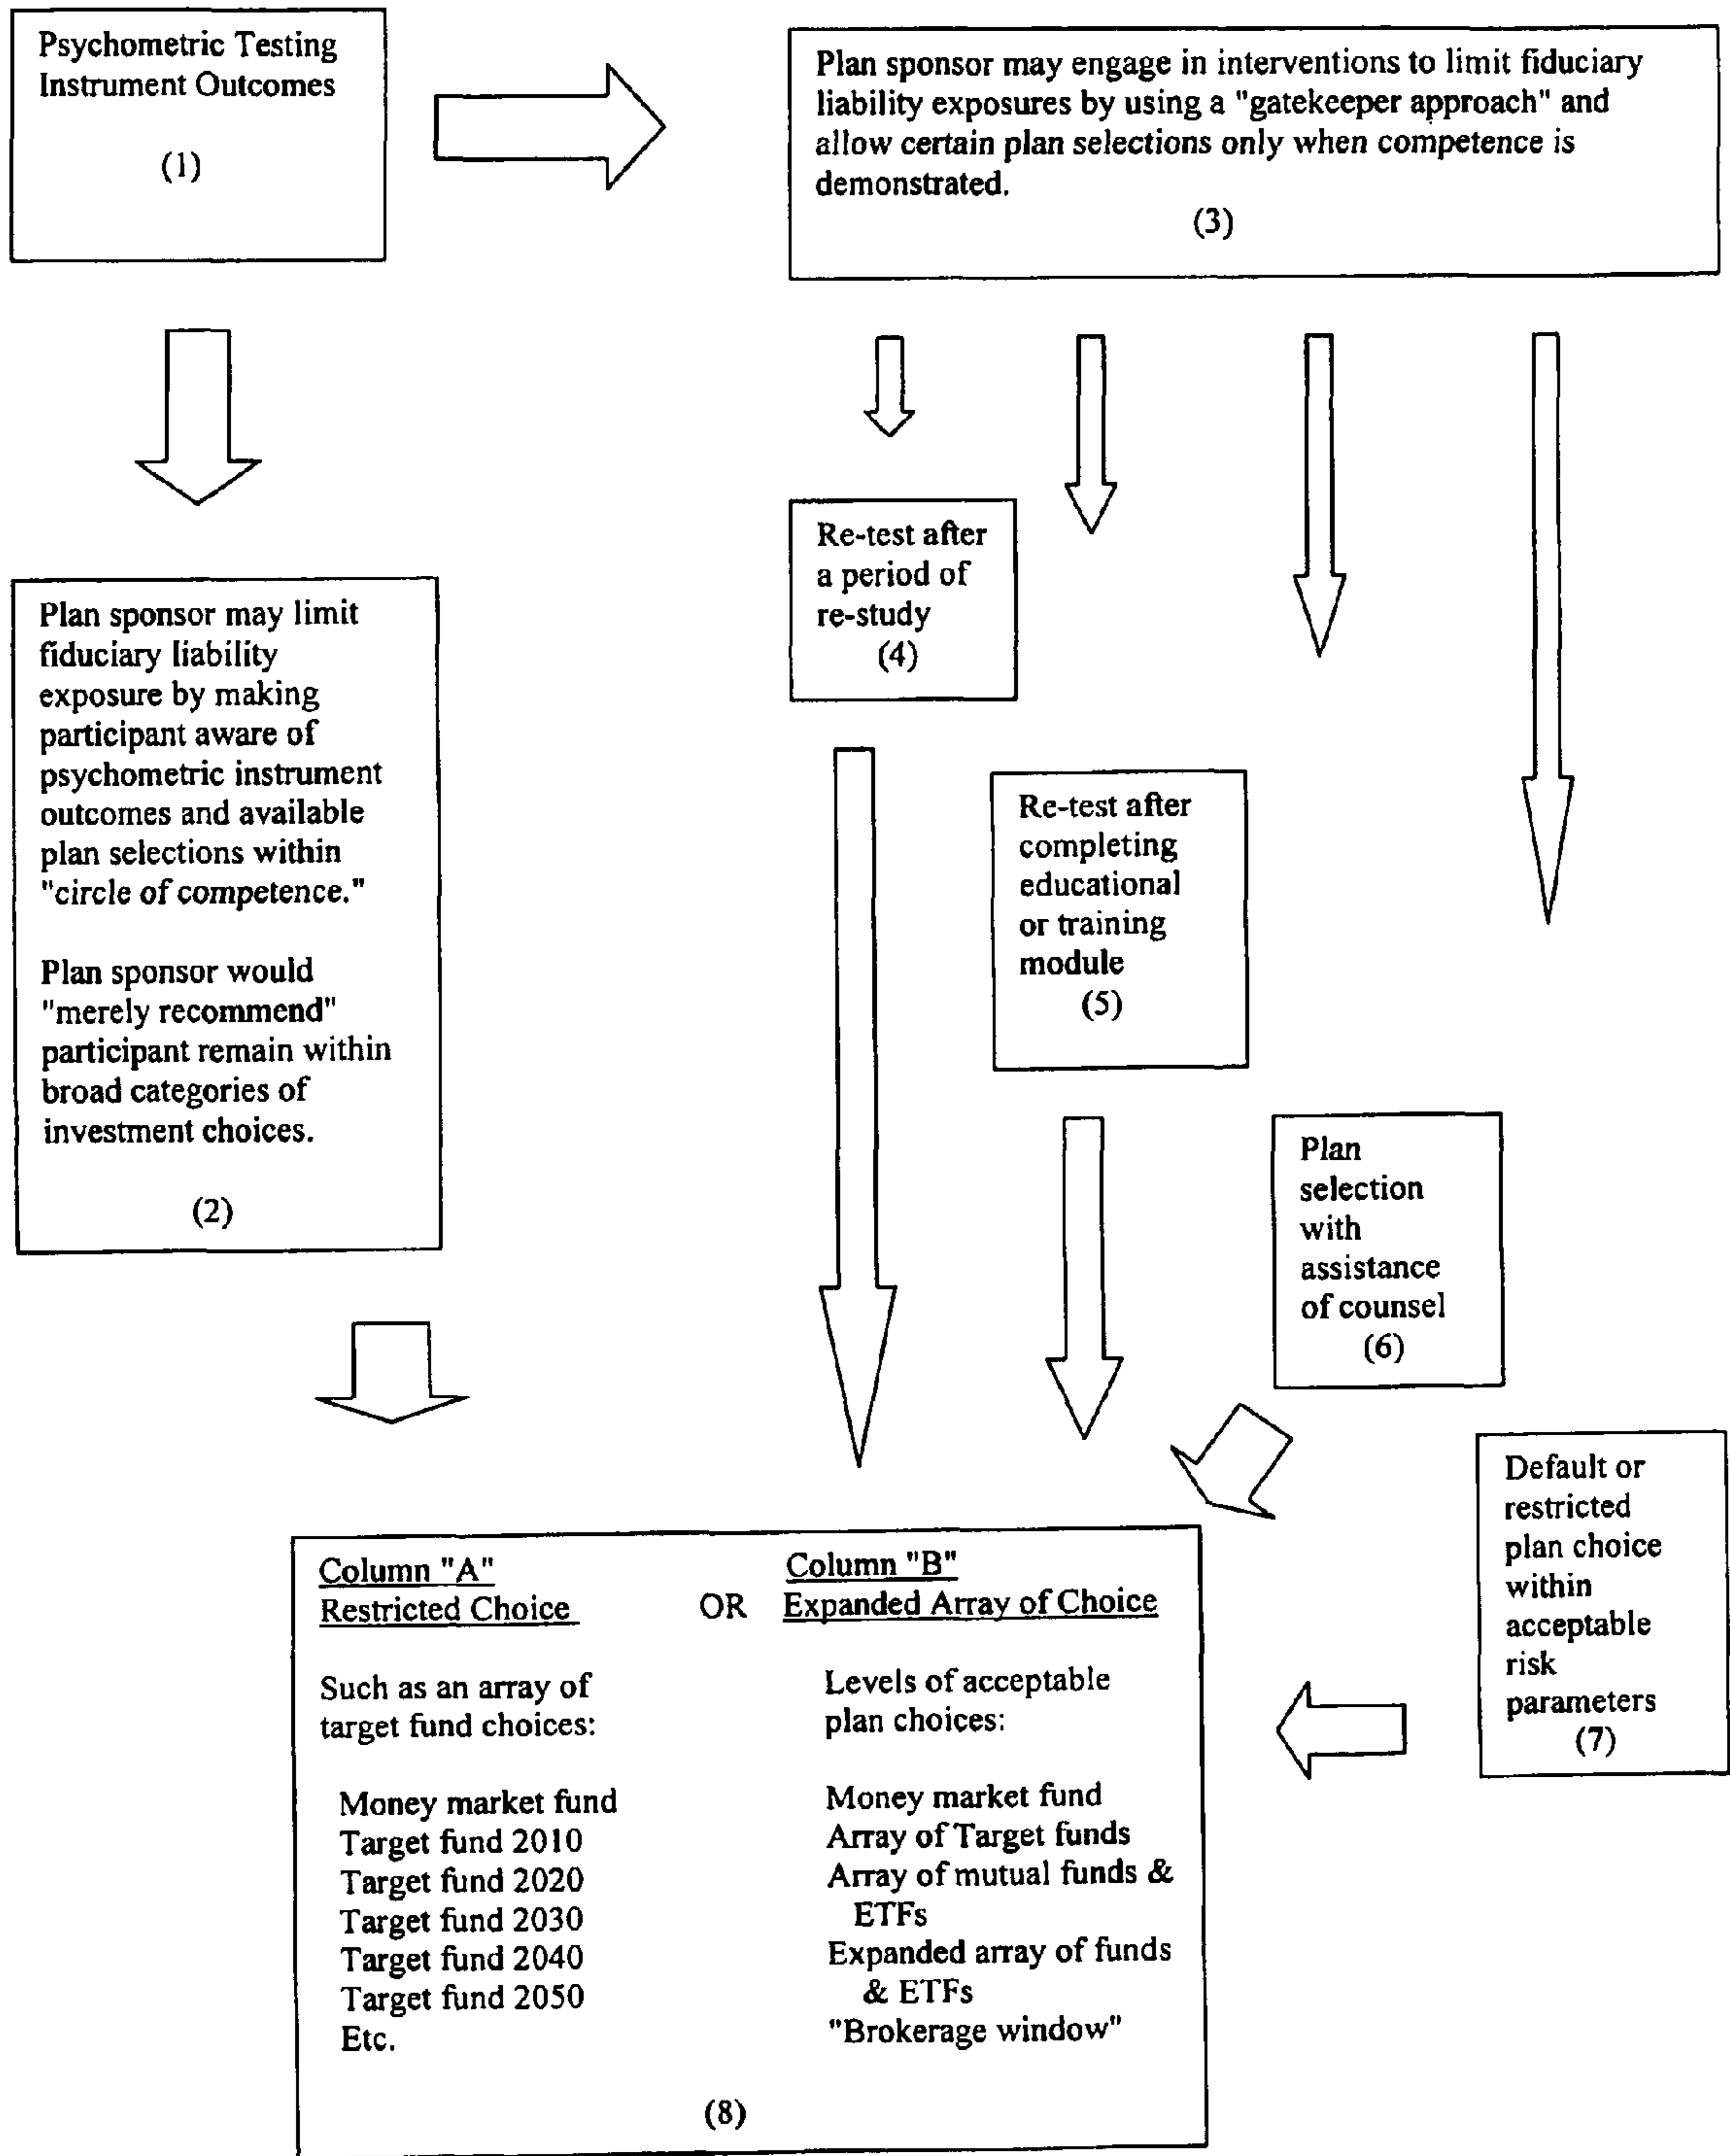 Psychometric Testing
Instrument Outcomes
(1)
Plan sponsor may engage in interventions to limit fiduciary
liability exposures by using a "gatekeeper approach" and
allow certain plan selections only when competence is
demonstrated.
(3)
Plan sponsor may limit
fiduciary liability
exposure by making
participant aware of
psychometric instrument
outcomes and available
plan selections within
"circle of competence."
Plan sponsor would
"merely recommend"
participant remain within
broad categories of
investment choices.
(2)
Re-test after
a period of
re-study
(4)
Re-test after
completing
educational
or training
module
(5)
Plan
selection
with
assistance
of counsel
(6)
Default or
restricted
plan choice
within
acceptable
risk
parameters
(7)
Column "A"
Restricted Choice
OR
Column "B"
Expanded Array of Choice
Such as an array of
target fund choices:
Money market fund
Target fund 2010
Target fund 2020
Target fund 2030
Target fund 2040
Target fund 2050
Etc.
Levels of acceptable
plan choices:
Money market fund
Array of Target funds
Array of mutual funds &
ETFs
Expanded array of funds
& ETFs
"Brokerage window"
(8)